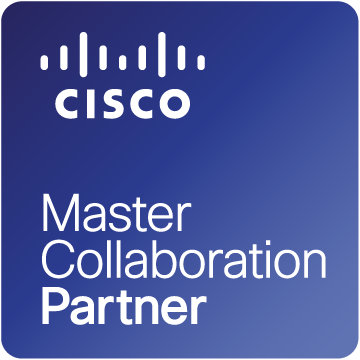 CISCO
Master
Collaboration
Partner